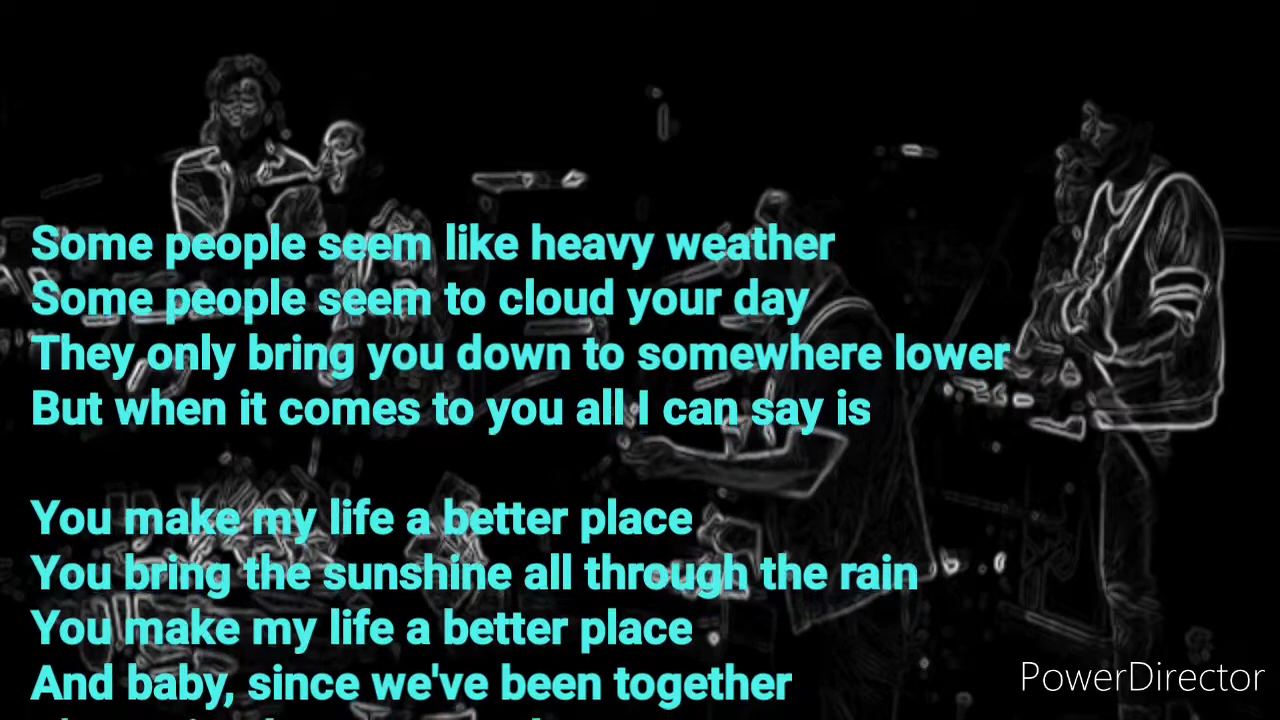 Some people seem like heavy weather
Some people seem to cloud your day
They only bring you down to somewhere lower
But when it comes to you all I can say is
You make my life a better place
You bring the sunshine all through the rain
You make my life a better place
And baby, since we've been together
PowerDirector